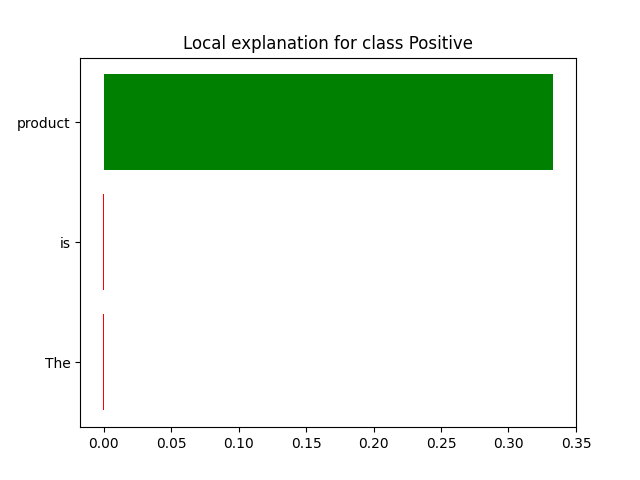 Local explanation for class Positive
product
is
The
0.00 0.05 0.10 0.15 0.20 0.25 0.30 0.35